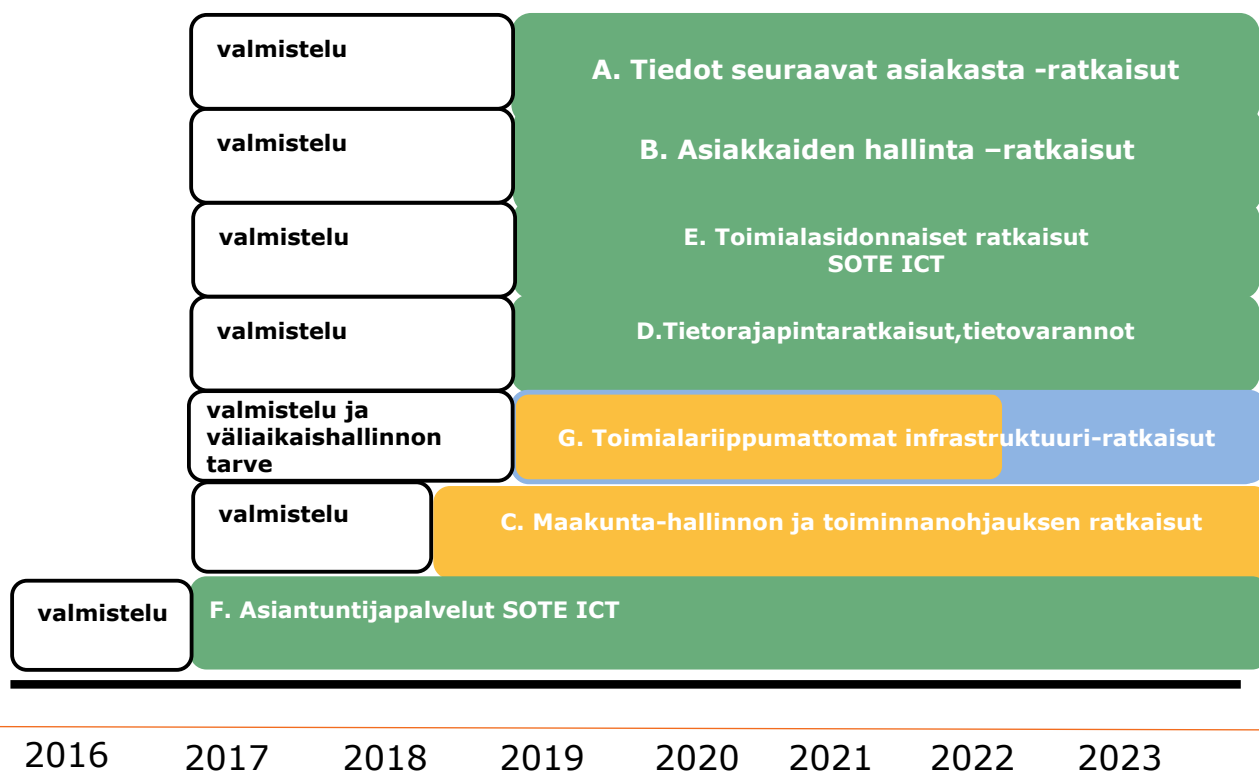 valmistelu
A. Tiedot seuraavat asiakasta -ratkaisut
valmistelu
B. Asiakkaiden hallinta –ratkaisut
valmistelu
E. Toimialasidonnaiset ratkaisut
SOTE ICT
valmistelu
D.Tietorajapintaratkaisut,tietovarannot
valmistelu ja
väliaikaishallinnon
tarve
G. Toimialariippumattomat infrastruktuuri-ratkaisut
valmistelu
C. Maakunta-hallinnon ja toiminnanohjauksen ratkaisut
valmistelu
F. Asiantuntijapalvelut SOTE ICT
2016 2017 2018 2019 2020 2021 2022 2023